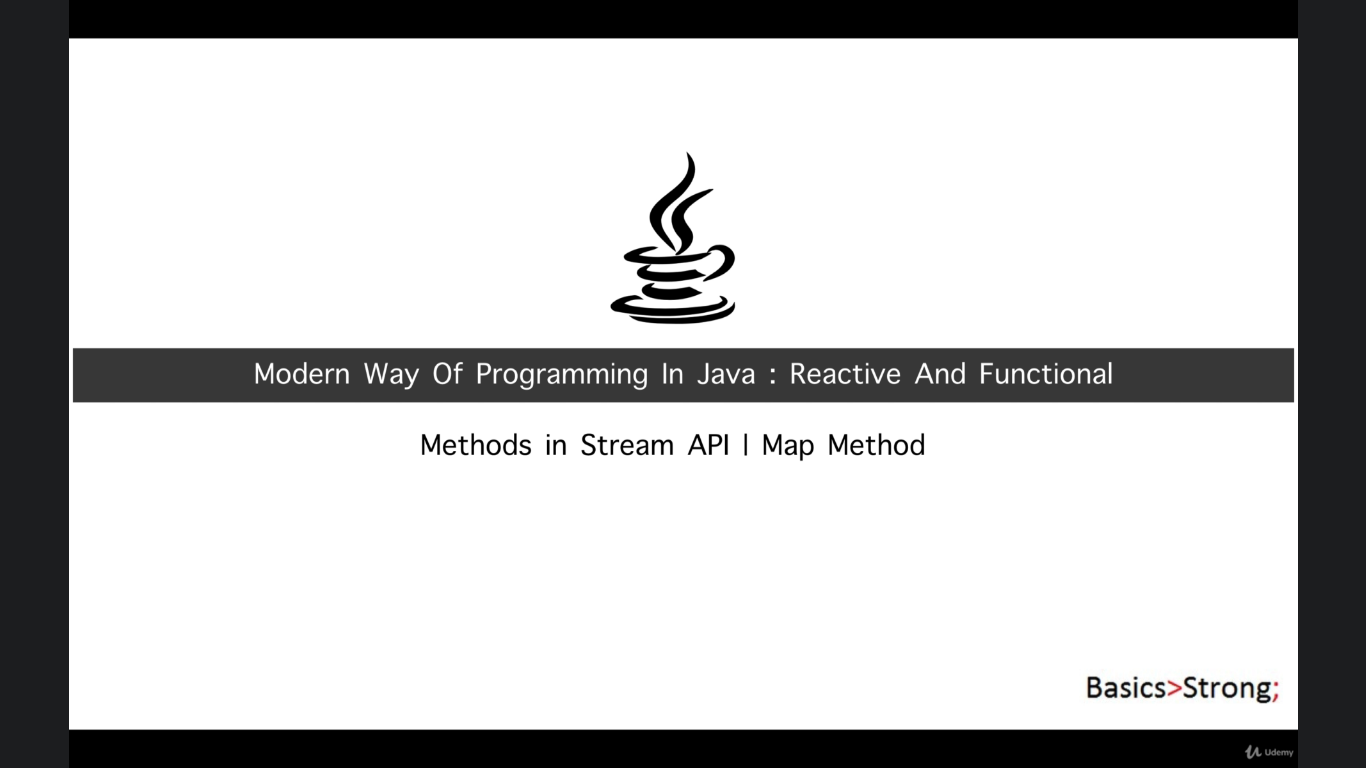 Modern Way Of Programming In Java : Reactive And Functional
Methods in Stream API | Map Method
Basics>Strong;
Udemy